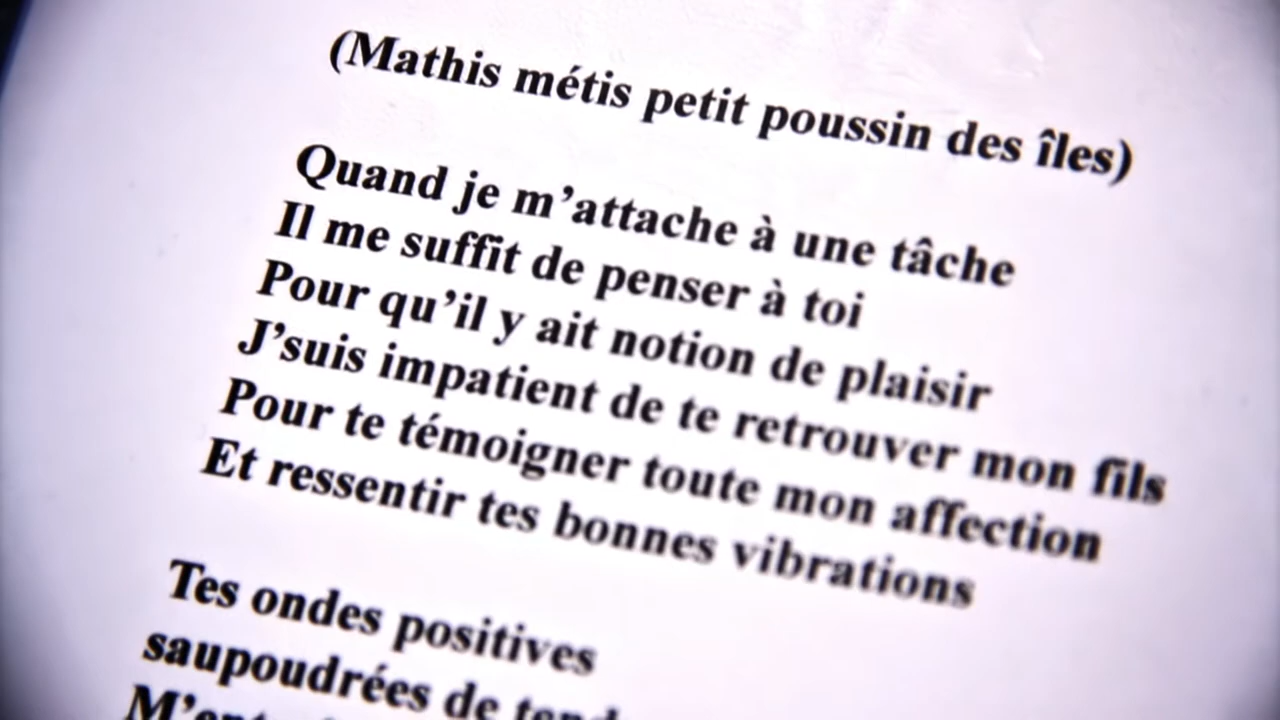 (Mathis métis petit poussin des îles)
Quand je m’attache à une tâche
Il me suffit de penser à toi
Pour qu’il y ait notion de plaisir
J’suis impatient de te retrouver mon fils
Pour te témoigner toute mon affection
Et ressentir tes bonnes vibrations
Tes ondes positives
saupoudrées de